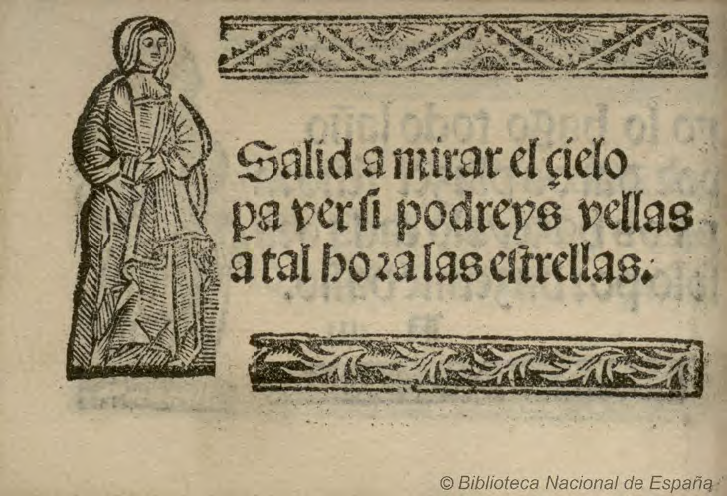 Salid a mirar el çielo
pa ver si podreys vellas
a tal hora las estrellas.
© Biblioteca Nacional de España